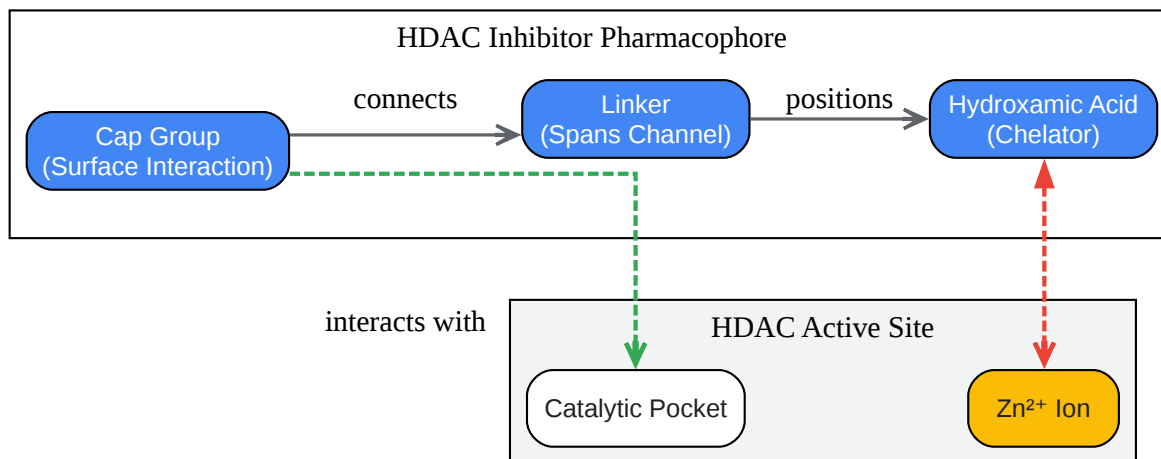 HDAC Inhibitor Pharmacophore
connects
positions
Cap Group
(Surface Interaction)
Linker
(Spans Channel)
Hydroxamic Acid
(Chelator)
interacts with
HDAC Active Site
Catalytic Pocket
Zn²⁺ Ion